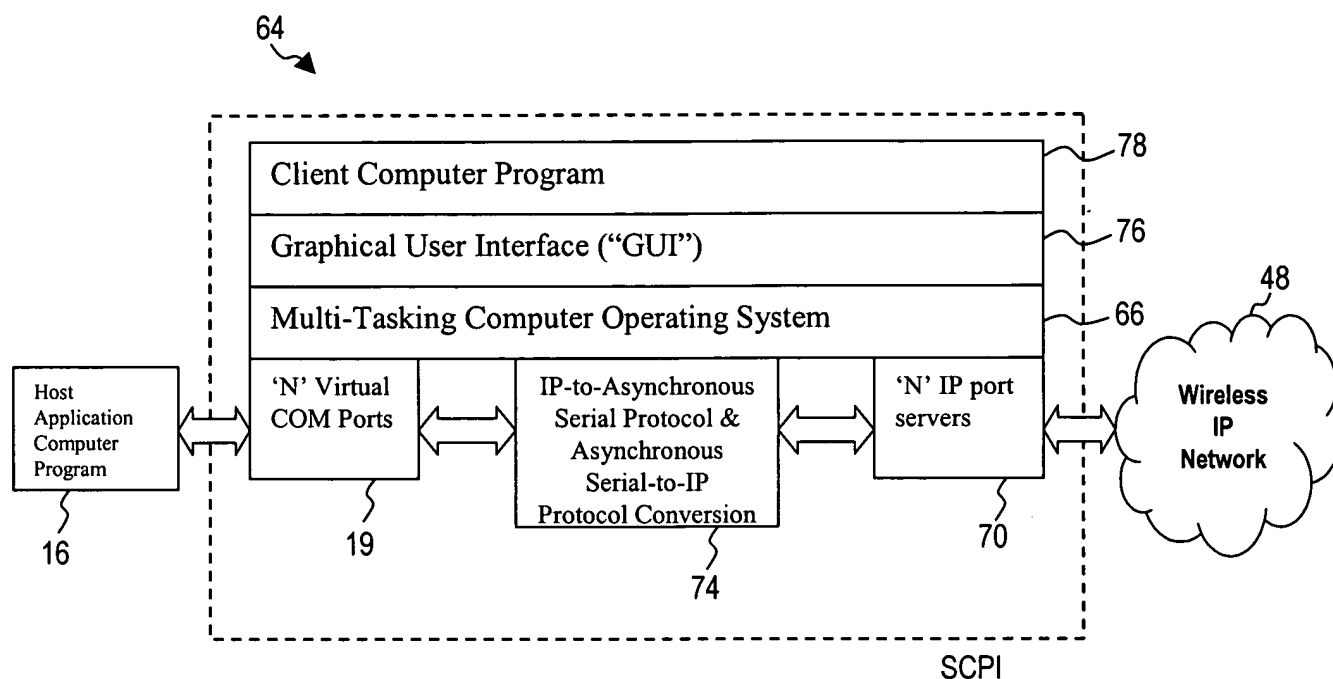 64
Client Computer Program
78
Graphical User Interface (“GUI”)
76
Multi-Tasking Computer Operating System
66
48
Host
Application
Computer
Program
16
‘N’ Virtual
COM Ports
19
IP-to-Asynchronous
Serial Protocol &
Asynchronous
Serial-to-IP
Protocol Conversion
74
‘N’ IP port
servers
70
Wireless
IP
Network
SCPI